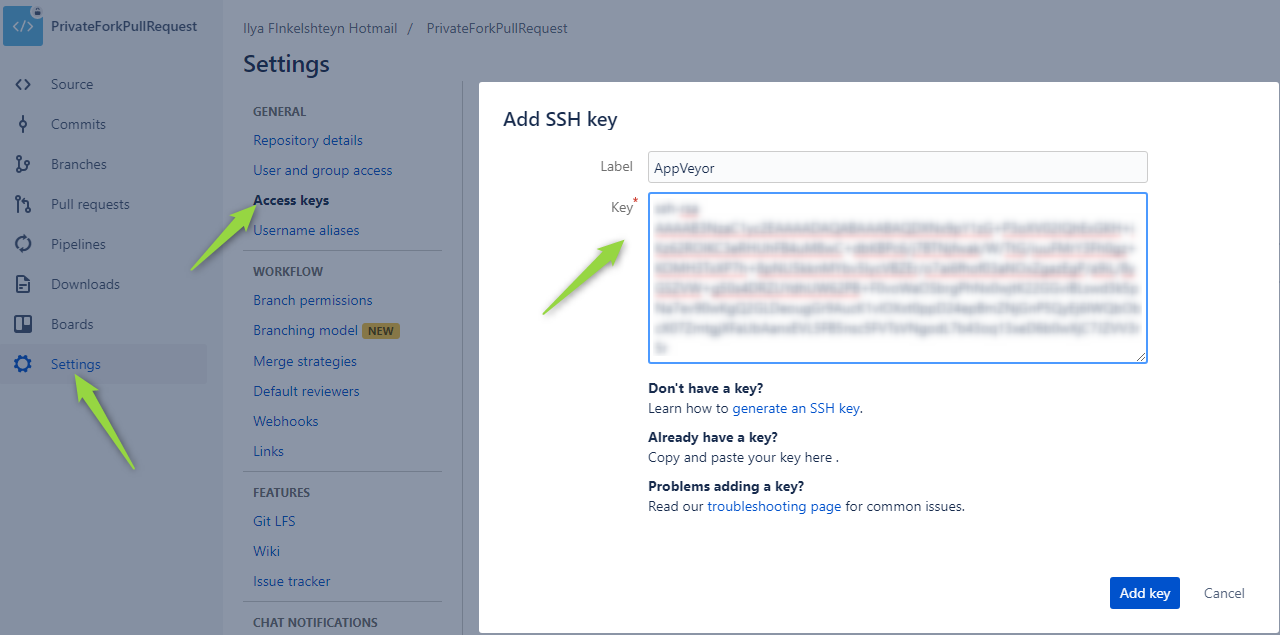 PrivateForkPullRequest
Source
Commits
Branches
Pull requests
Pipelines
Downloads
Boards
Settings
Ilya FInkelshteyn Hotmail / PrivateForkPullRequest
Settings
GENERAL
Repository details
User and group access
Access keys
Username aliases
WORKFLOW
Branch permissions
Branching model NEW
Merge strategies
Default reviewers
Webhooks
Links
FEATURES
Git LFS
Wiki
Issue tracker
CHAT NOTIFICATIONS
Add SSH key
Label AppVeyor
Key*
Don't have a key?
Learn how to generate an SSH key.
Already have a key?
Copy and paste your key here .
Problems adding a key?
Read our troubleshooting page for common issues.
Add key Cancel